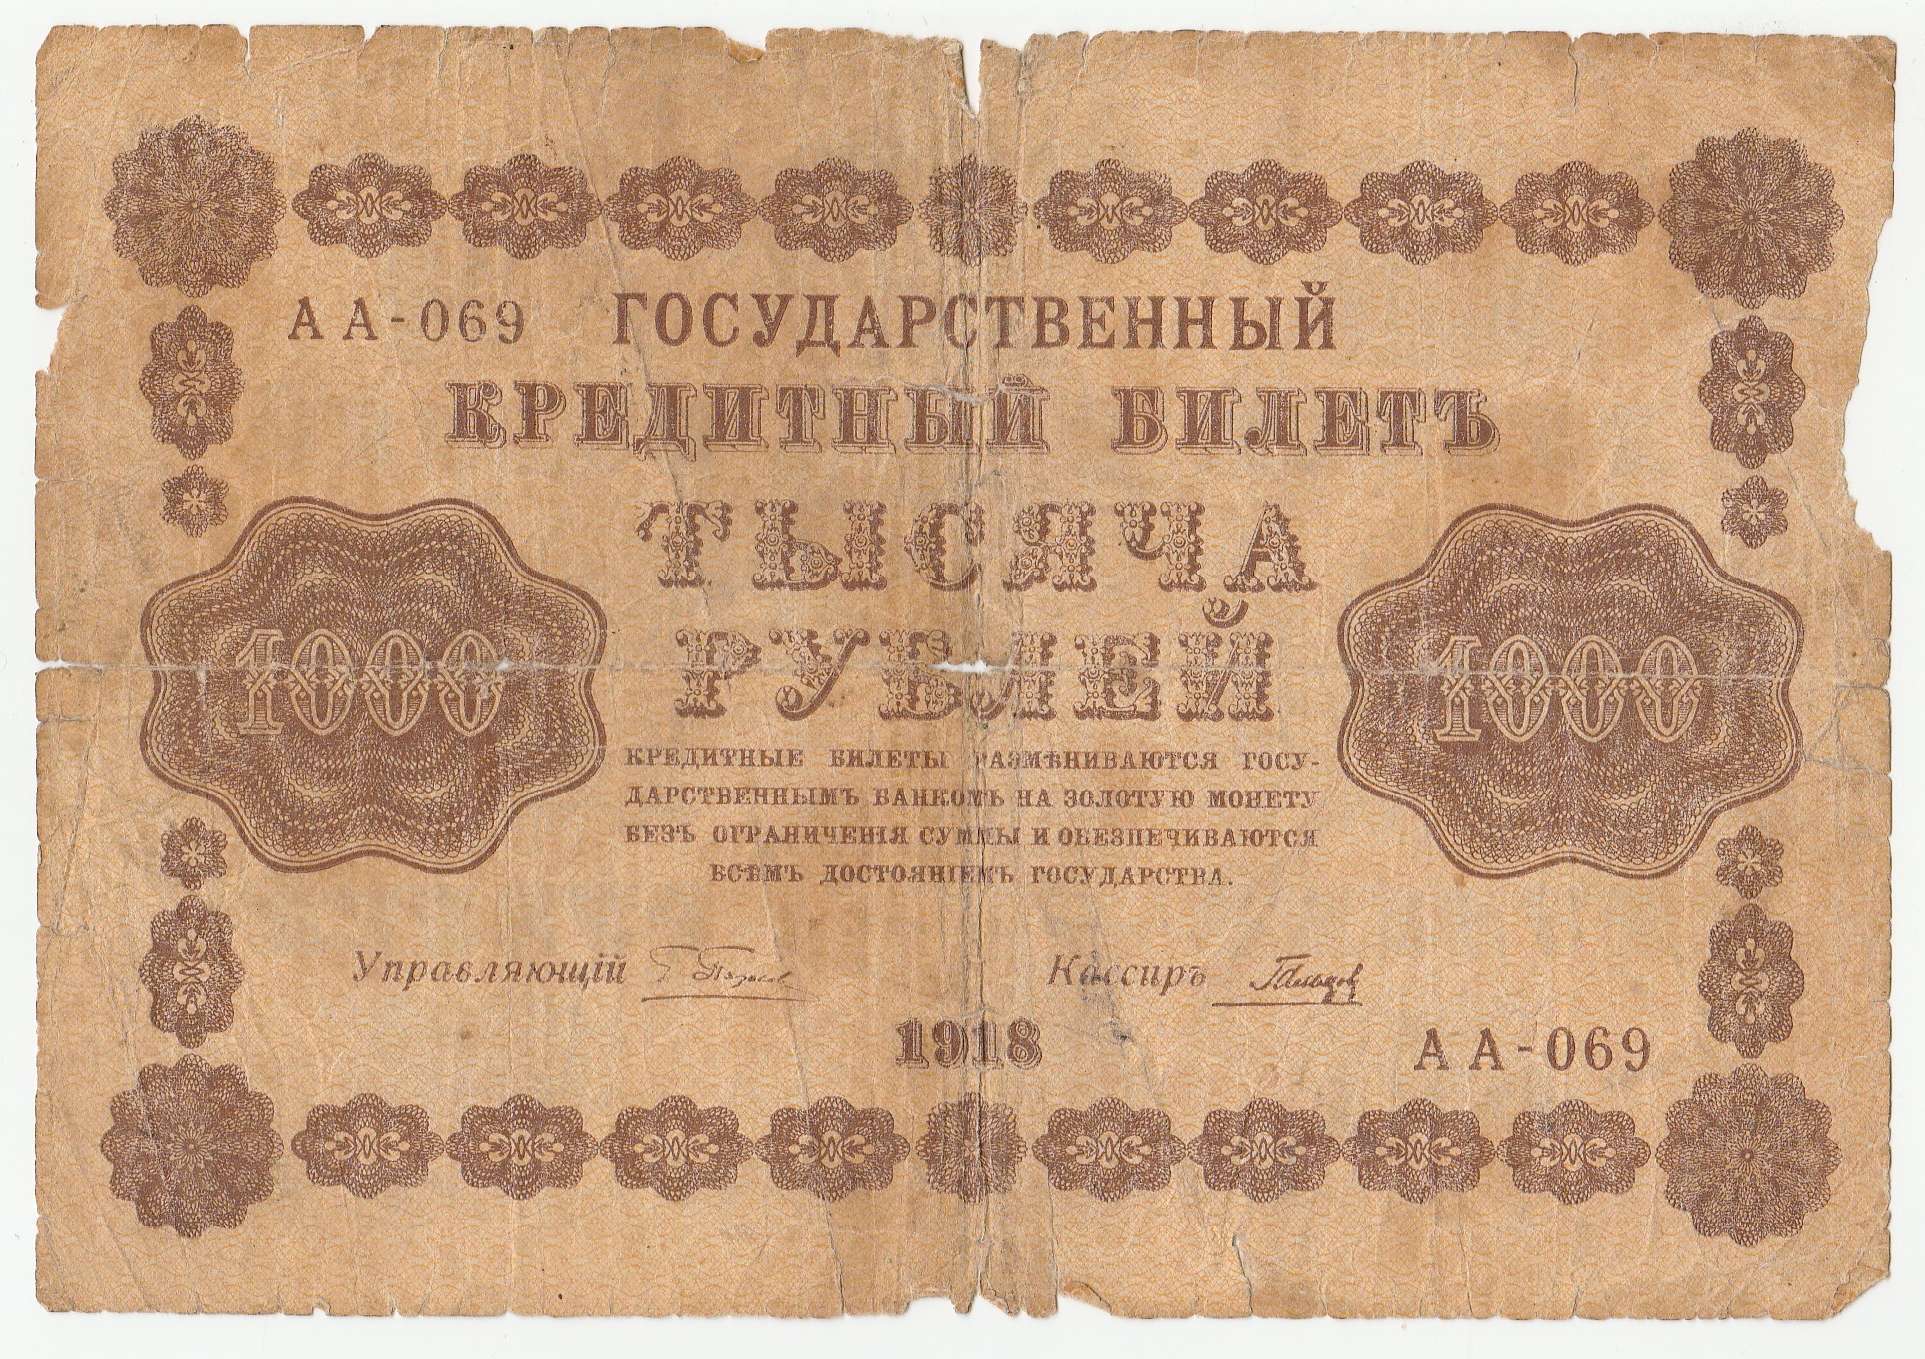 АА-069 ГОСУДАРСТВЕННЫЙ
КРЕДИТНЫЙ БИЛЕТЪ
ТЫСЯЧА
РУБЛЕЙ
1000
1000
КРЕДИТНЫЕ БИЛЕТЫ РАЗМѢНИВАЮТСЯ ГОСУ-
ДАРСТВЕННЫМЪ БАНКОМЪ НА ЗОЛОТУЮ МОНЕТУ
БЕЗЪ ОГРАНИЧЕНІЯ СУММЫ И ОБЕЗПЕЧИВАЮТСЯ
ВСѢМЪ ДОСТОЯНІЕМЪ ГОСУДАРСТВА.
Управляющій Кассиръ
1918
АА-069